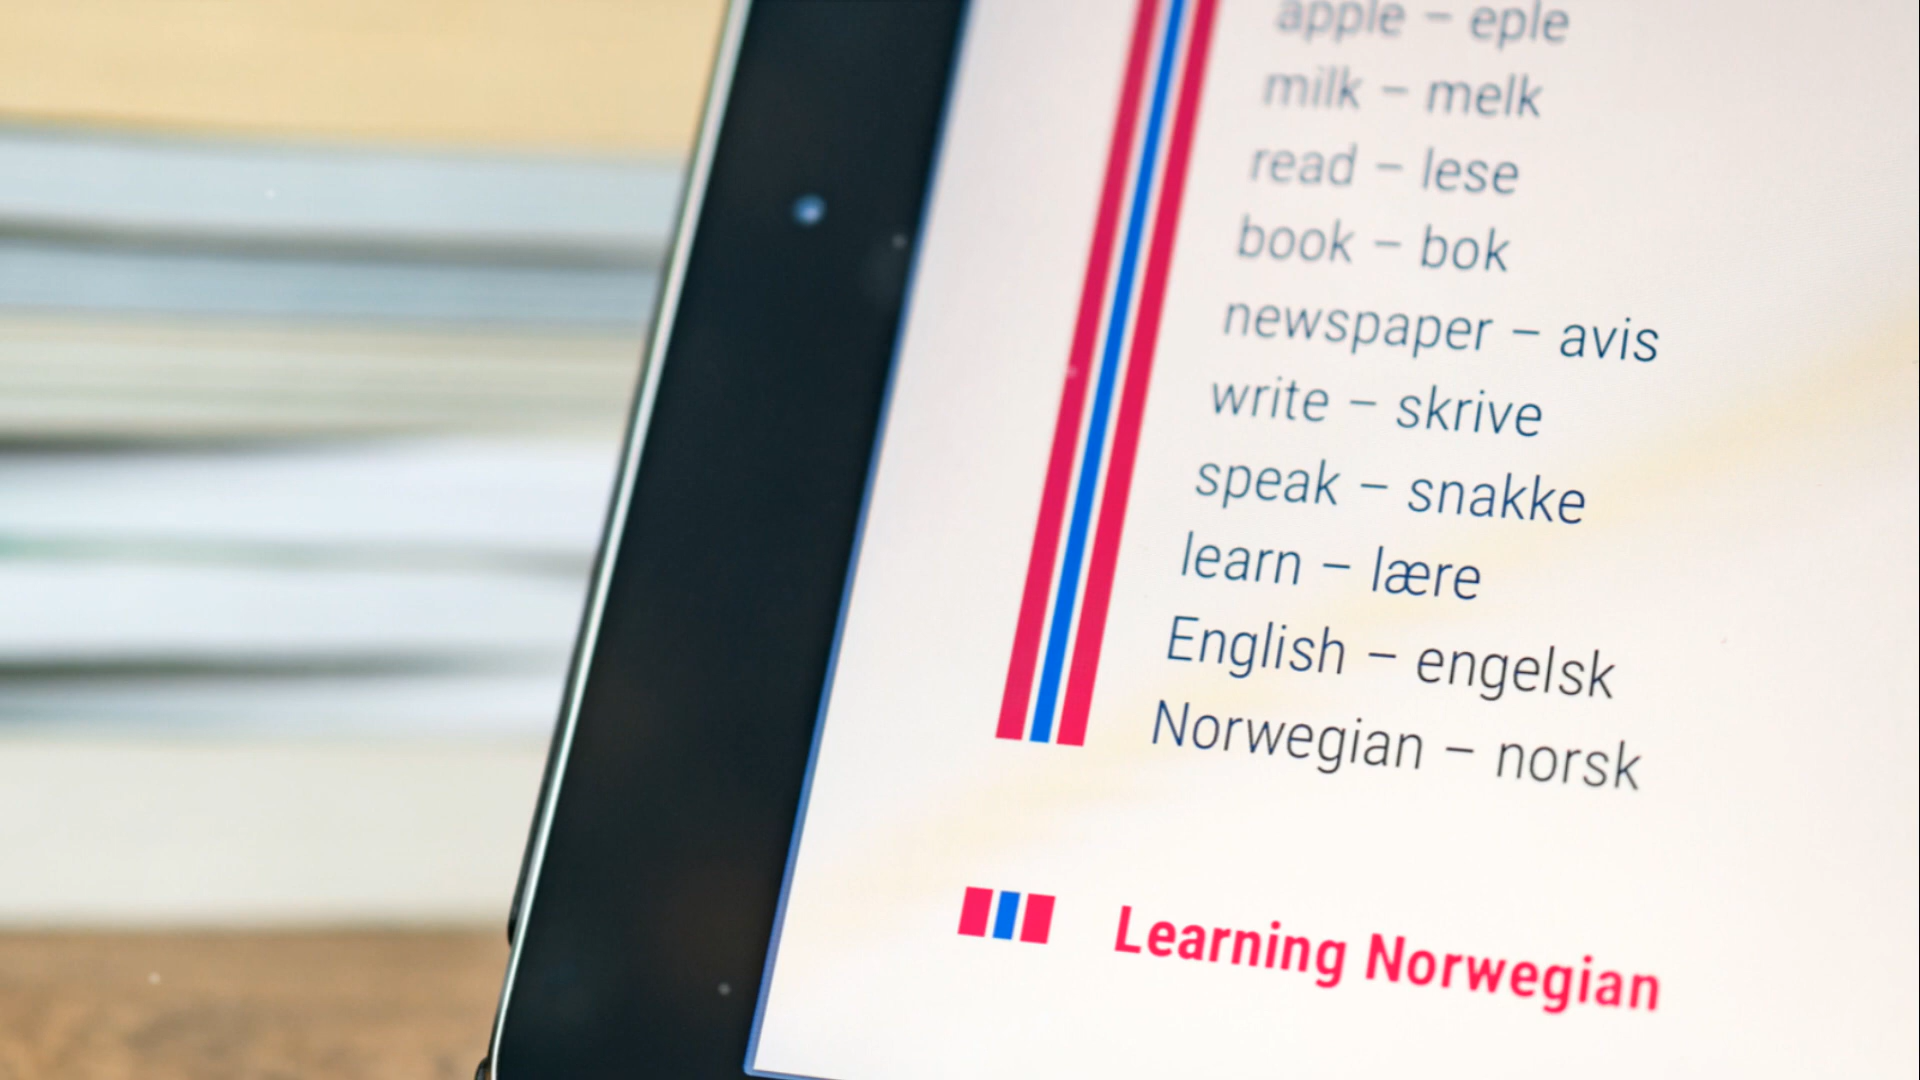 apple – eple
milk – melk
read – lese
book – bok
newspaper – avis
write – skrive
speak – snakke
learn – lære
English – engelsk
Norwegian – norsk
Learning Norwegian